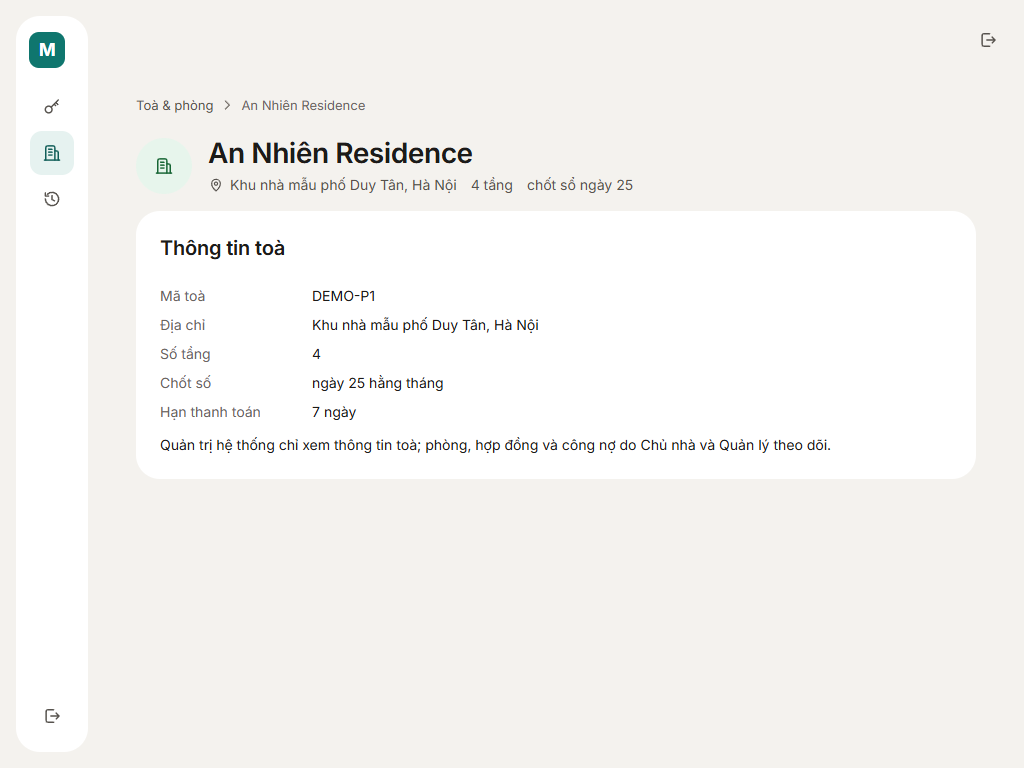 M
Toà & phòng > An Nhiên Residence
An Nhiên Residence
Khu nhà mẫu phố Duy Tân, Hà Nội 4 tầng chốt sổ ngày 25
Thông tin toà
Mã toà DEMO-P1
Địa chỉ Khu nhà mẫu phố Duy Tân, Hà Nội
Số tầng 4
Chốt số ngày 25 hằng tháng
Hạn thanh toán 7 ngày
Quản trị hệ thống chỉ xem thông tin toà; phòng, hợp đồng và công nợ do Chủ nhà và Quản lý theo dõi.